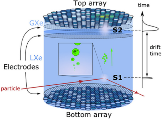 Top array
time
GXe
S2
LXe
drift
time
Electrodes
S1
particle
Bottom array